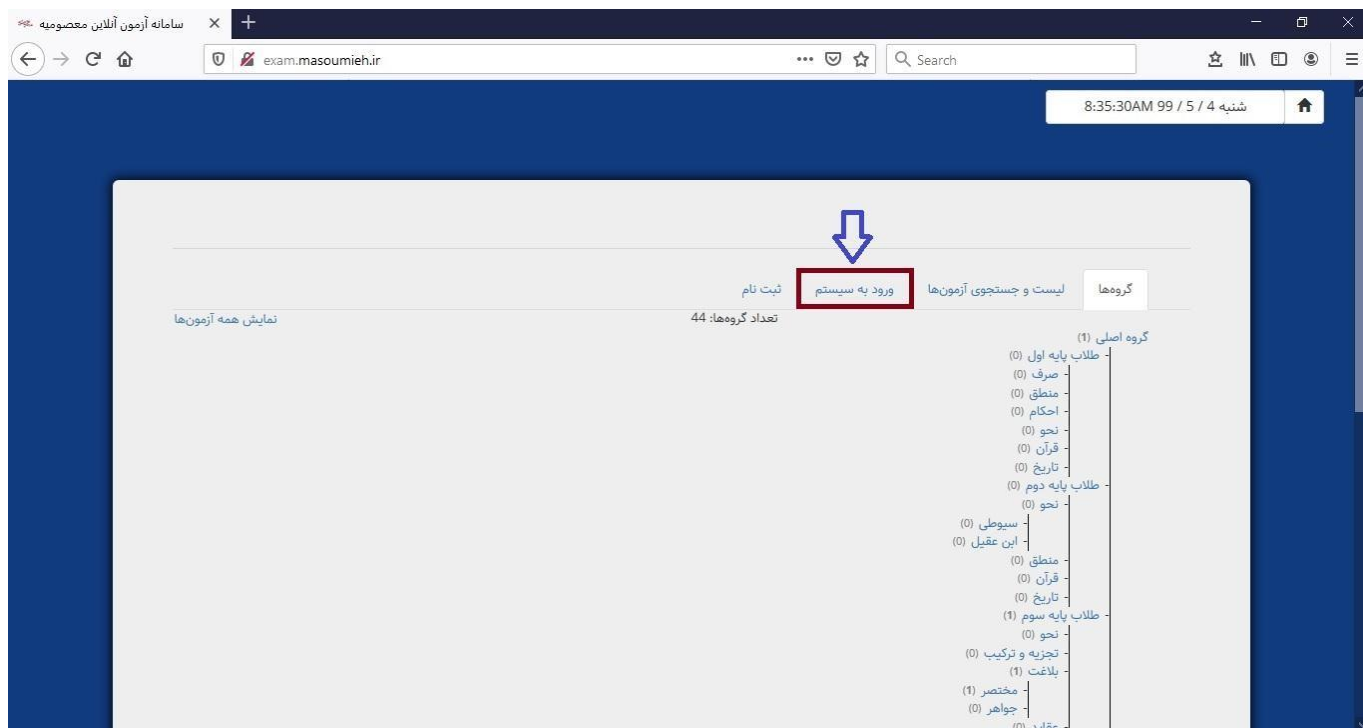 سامانه آزمون آنلاین معصومیه
exam.masoumieh.ir
Search
شنبه 4 / 5 / 99 8:35:30AM
گروه‌ها
لیست و جستجوی آزمون‌ها
ورود به سیستم
ثبت نام
تعداد گروه‌ها: 44
نمایش همه آزمون‌ها
گروه اصلی (1)
- طلاب پایه اول (0)
- صرف (0)
- منطق (0)
- احکام (0)
- نحو (0)
- قرآن (0)
- تاریخ (0)
- طلاب پایه دوم (0)
- نحو (0)
- سیوطی (0)
- ابن عقیل (0)
- منطق (0)
- قرآن (0)
- تاریخ (0)
- طلاب پایه سوم (1)
- نحو (0)
- تجزیه و ترکیب (0)
- بلاغت (1)
- مختصر (1)
- جواهر (0)
- عقاید (0)